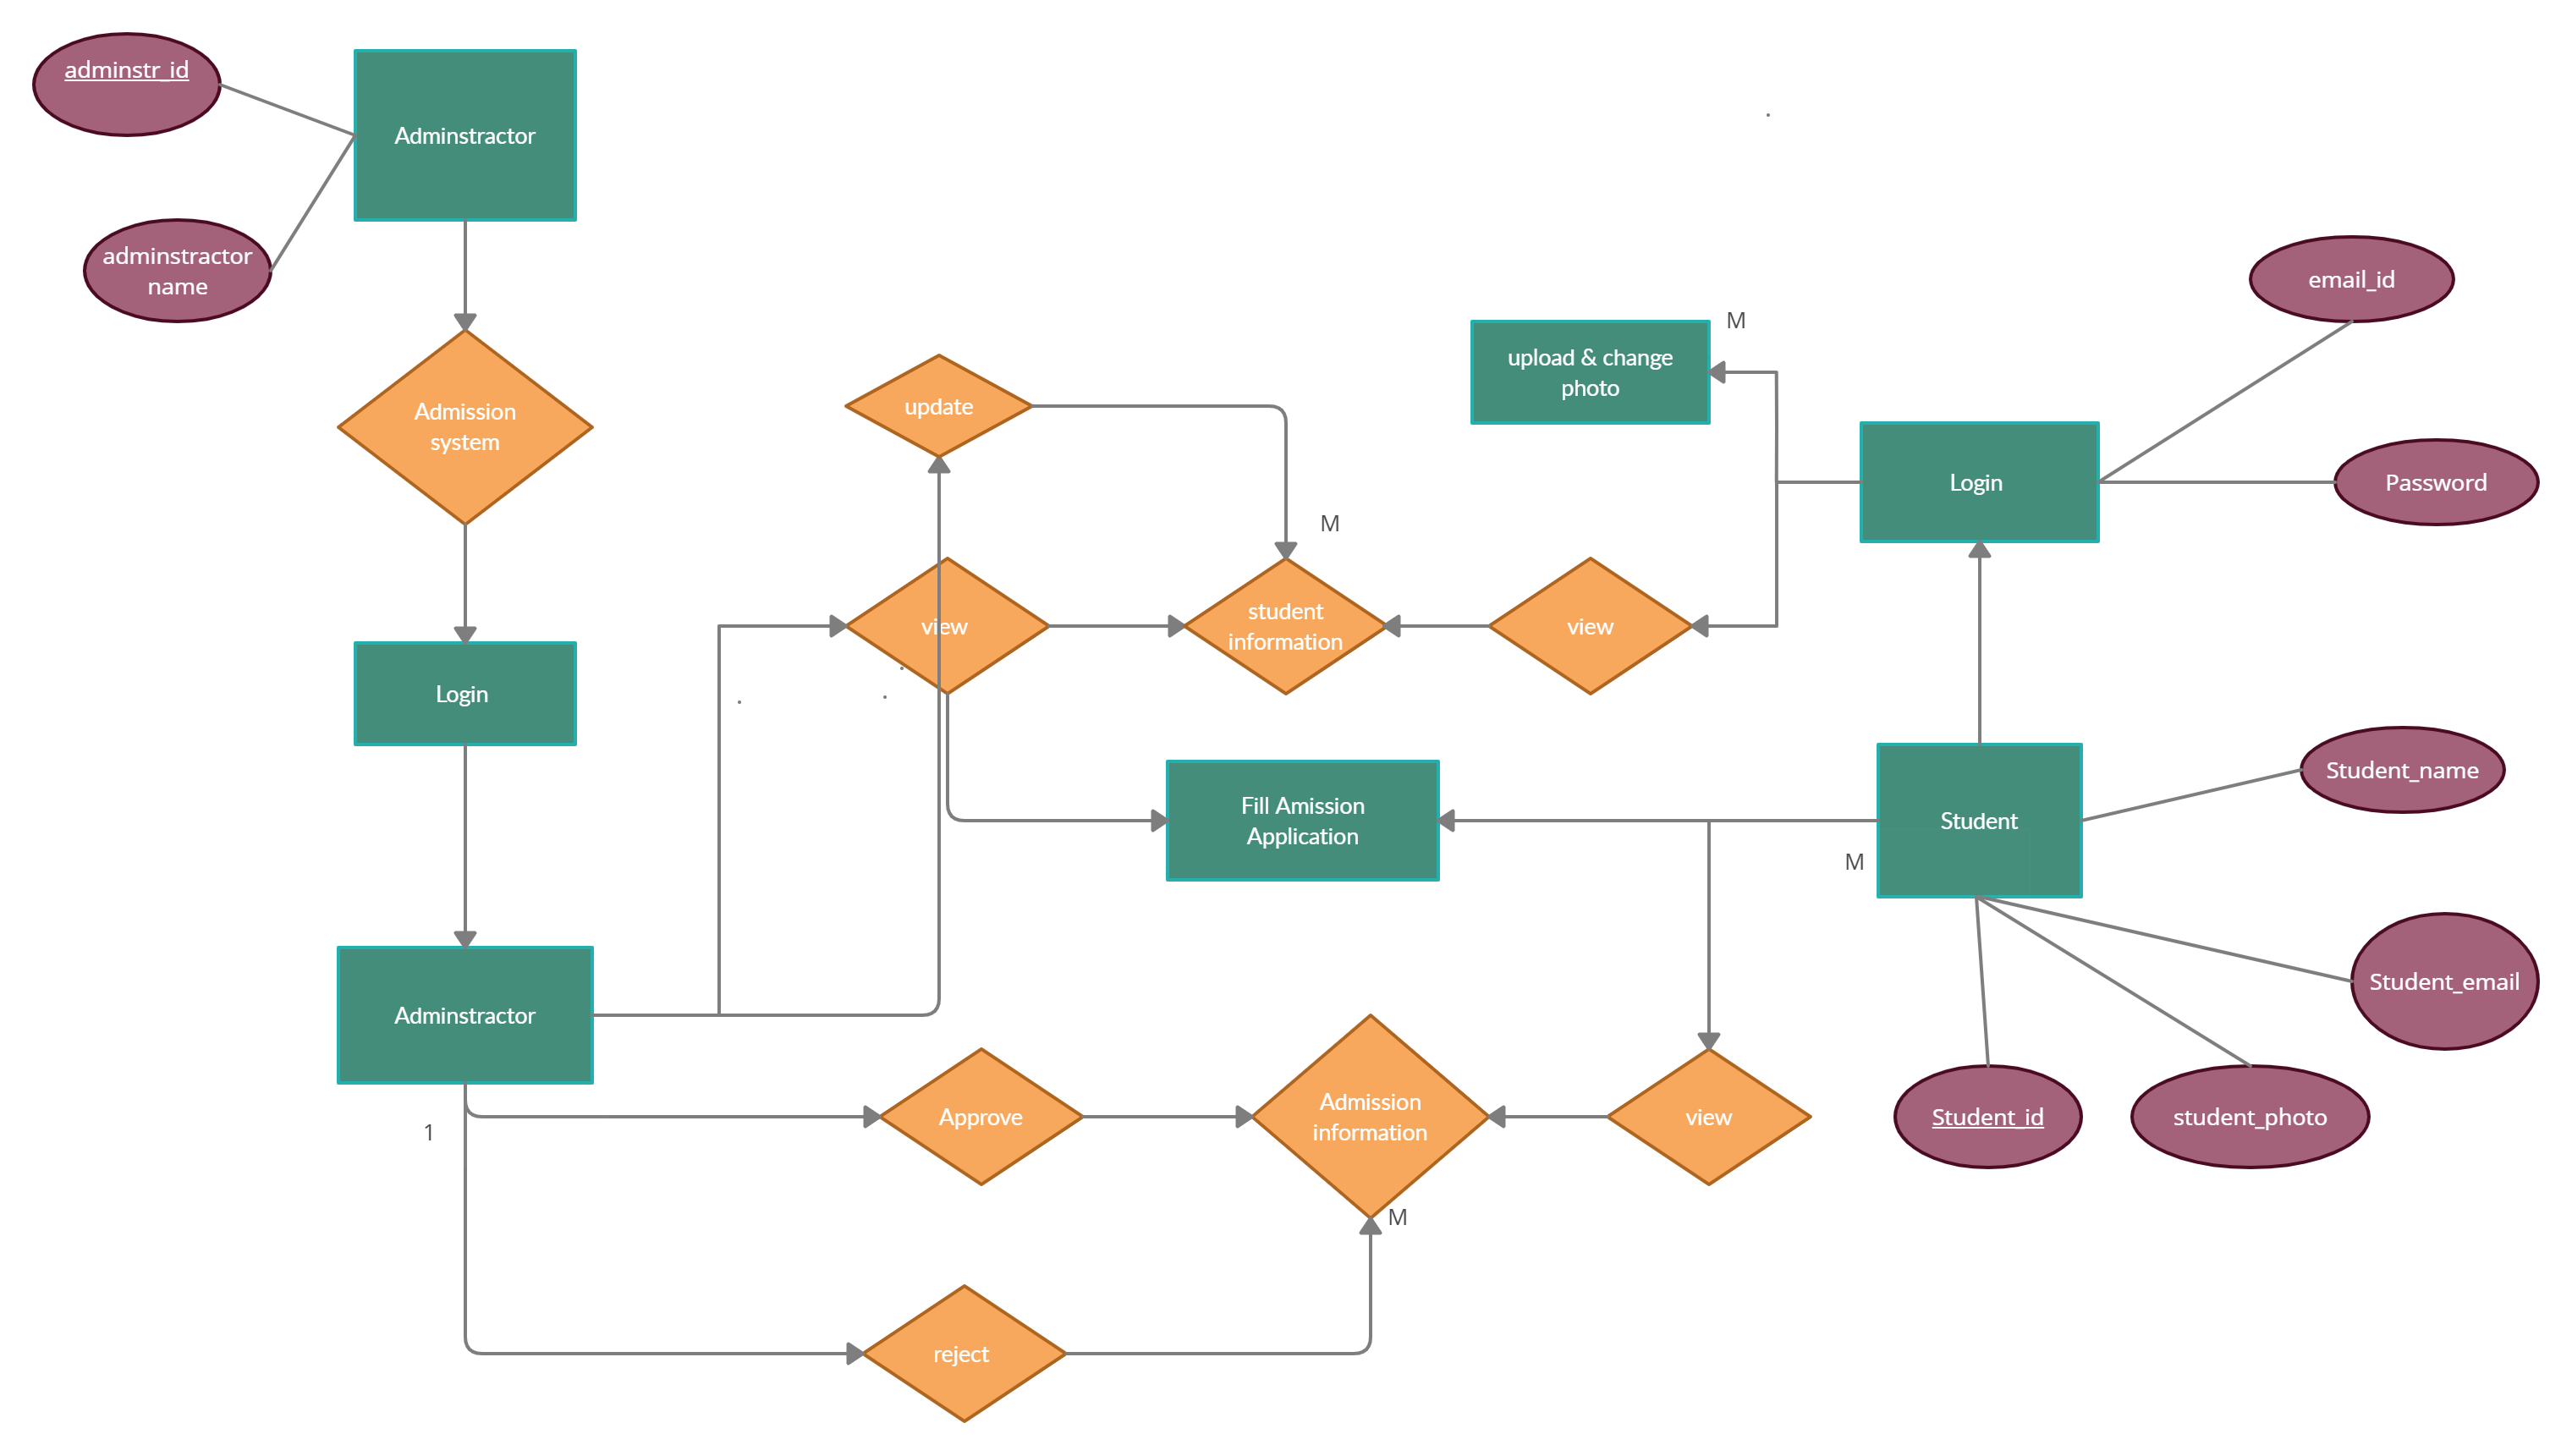 adminstr_id
Adminstractor
adminstractor
name
email_id
M
upload & change
photo
Admission
system
update
Login
Password
M
student
information
view
view
Login
Student_name
Fill Amission
Application
Student
M
Student_email
Adminstractor
Admission
information
Approve
view
Student_id
student_photo
1
M
reject